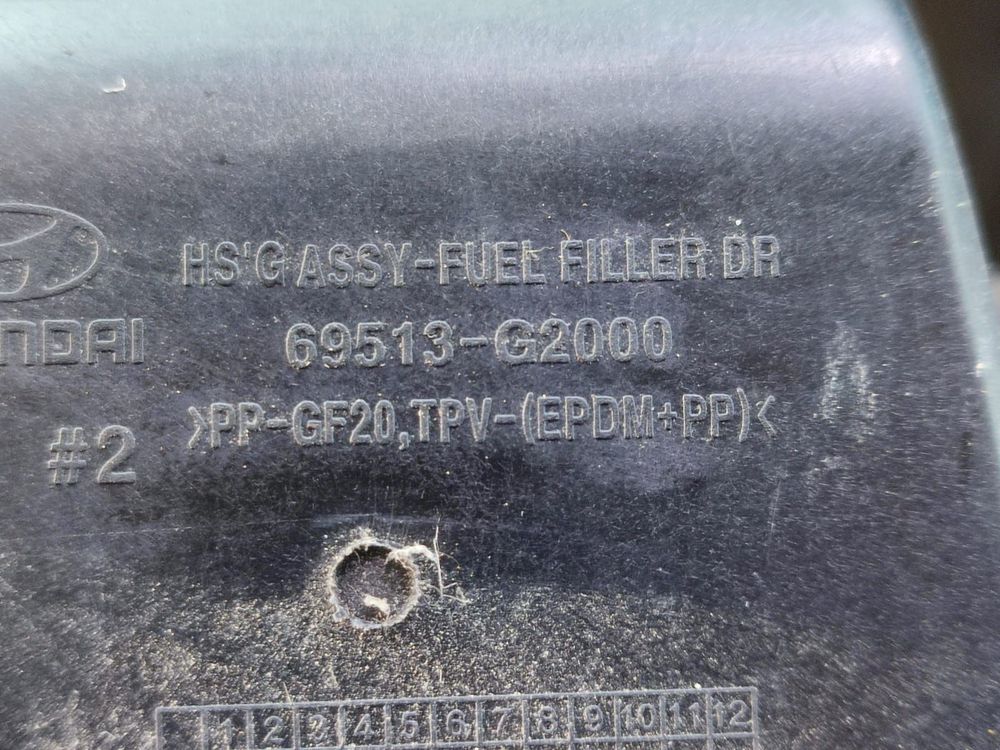 HS'G ASSY-FUEL FILLER DR
NDAI
69513-G2000
>PP-GF20,TPV-(EPDM+PP)<
#2
1 2 3 4 5 6 7 8 9 10 11 12